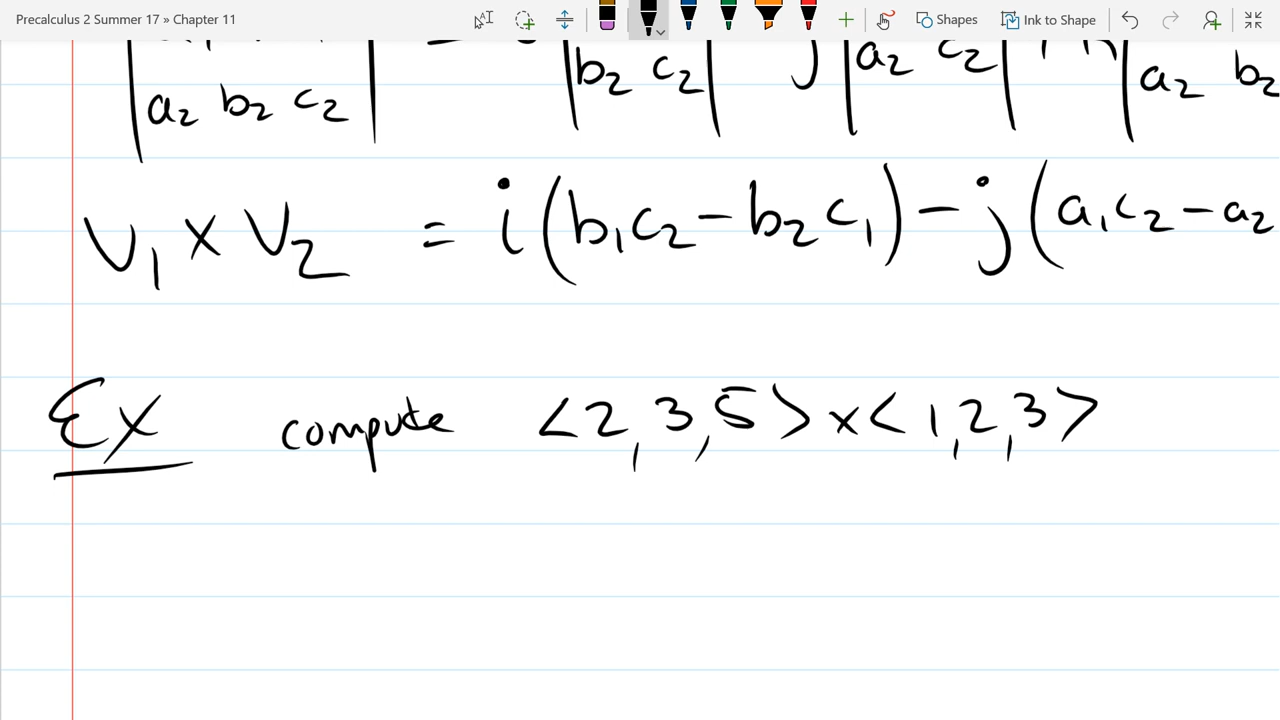 Precalculus 2 Summer 17 » Chapter 11
Shapes
Ink to Shape
a₂ b₂ c₂ | = | b₂ c₂ | j | a₂ c₂ | + k | a₂ b₂
V₁ × V₂ = i(b₁c₂ − b₂c₁) − j(a₁c₂ − a₂
Ex compute <2,3,5> × <1,2,3>